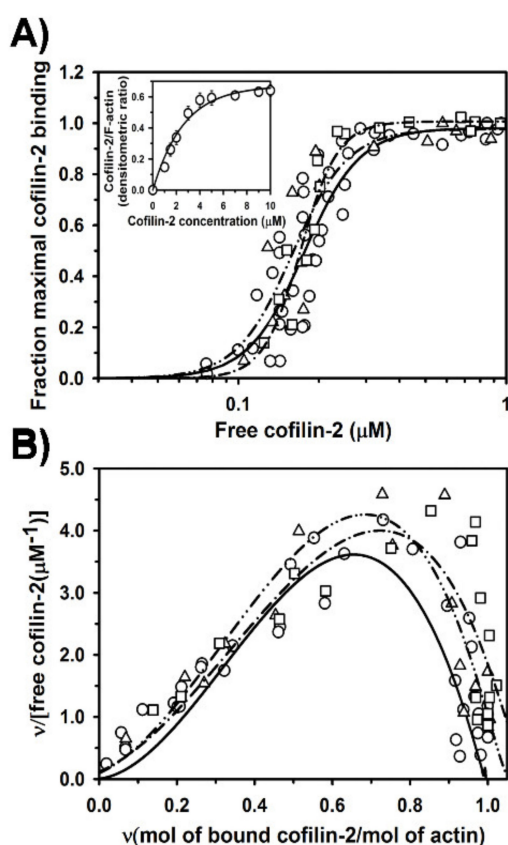 A)
Fraction maximal cofilin-2 binding
1.2
1.0
0.8
0.6
0.4
0.2
0.0
Cofilin-2/F-actin
(densitometric ratio)
0.6
0.4
0.2
0.0
0 2 4 6 8 10
Cofilin-2 concentration (μM)
0.1 1
Free cofilin-2 (μM)
B)
ν/[free cofilin-2(μM⁻¹)]
5.0
4.0
3.0
2.0
1.0
0.0
0.0 0.2 0.4 0.6 0.8 1.0
ν(mol of bound cofilin-2/mol of actin)